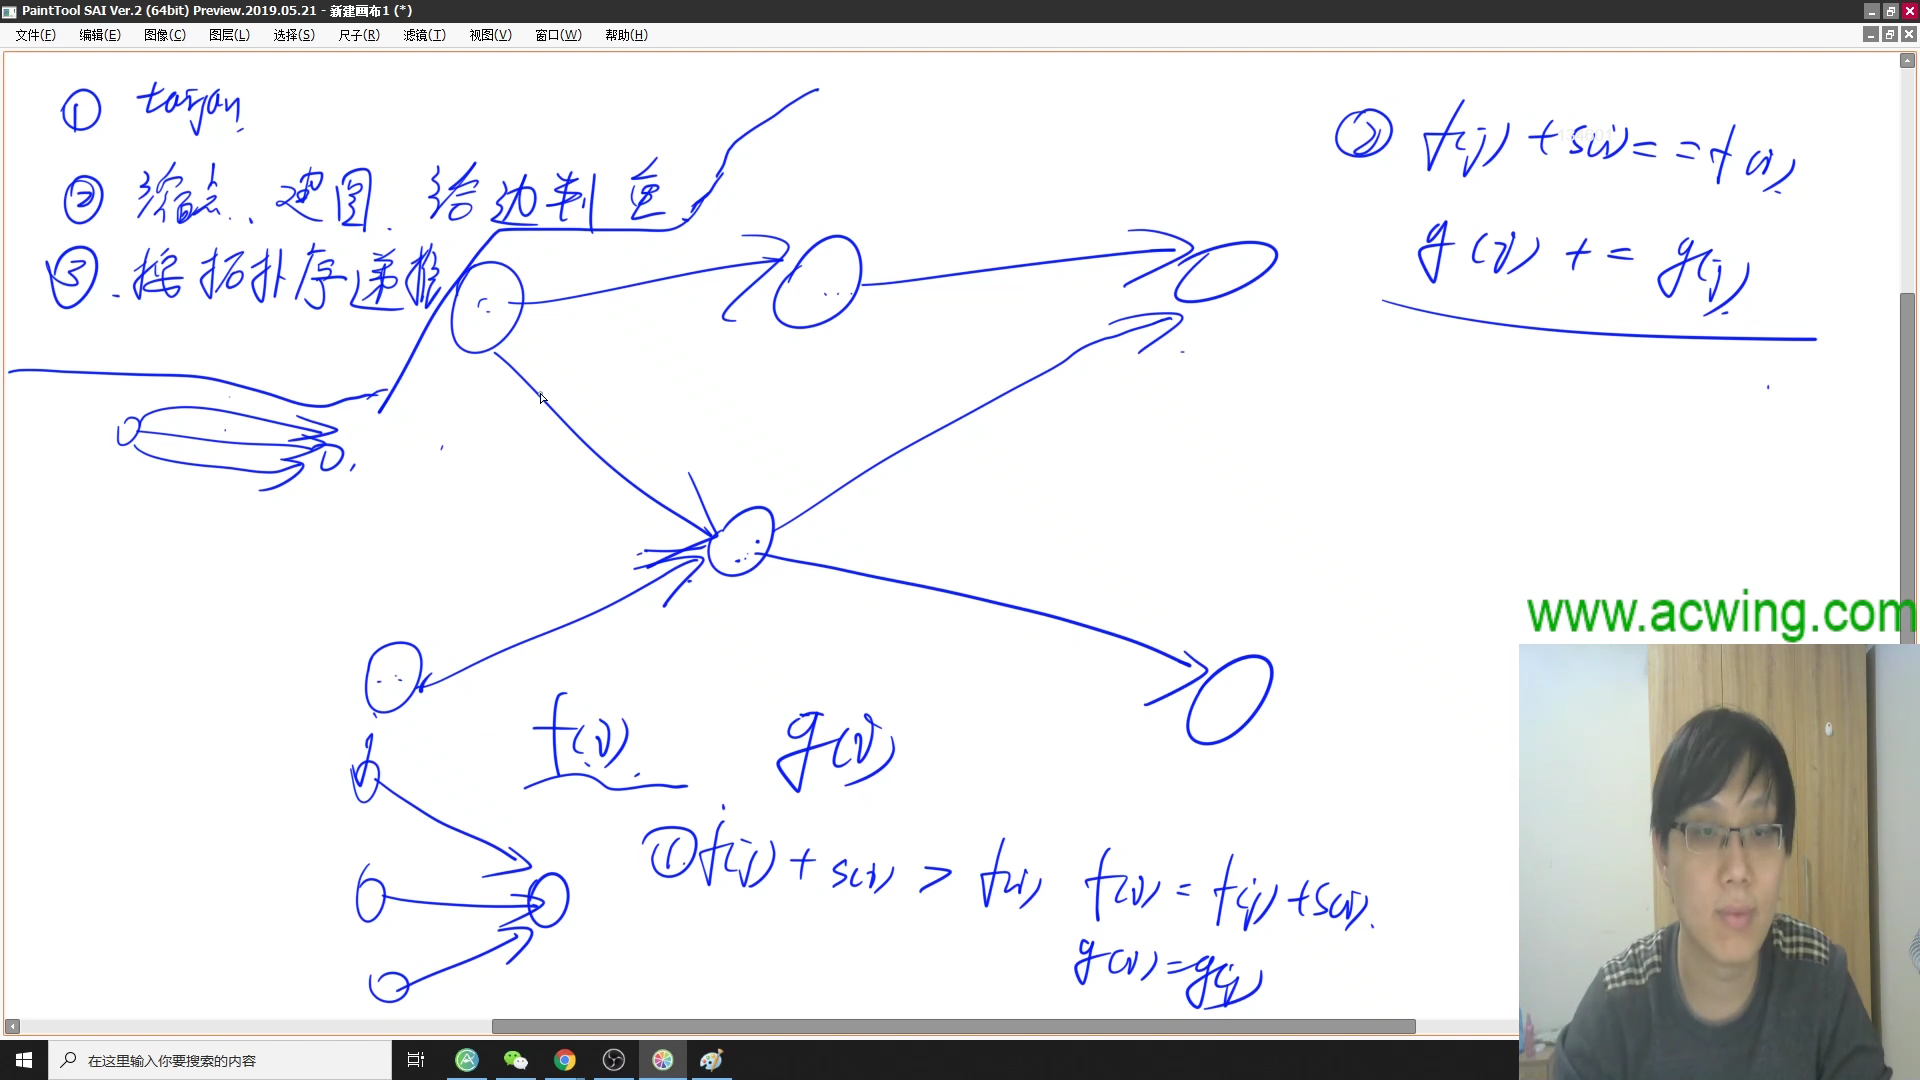 PaintTool SAI Ver.2 (64bit) Preview.2019.05.21 - 新建画布1 (*)
文件(F) 编辑(E) 图像(C) 图层(L) 选择(S) 尺子(R) 滤镜(T) 视图(V) 窗口(W) 帮助(H)
① tarjan
② 缩点、建图、给边判重
③.按拓扑序递推
② f(j) + s(i) == f(i)
g(i) += g(j)
www.acwing.com
f(i) g(i)
① f(j) + s(i) > f(i) f(i) = f(j) + s(i).
g(i) = g(j)
在这里输入你要搜索的内容